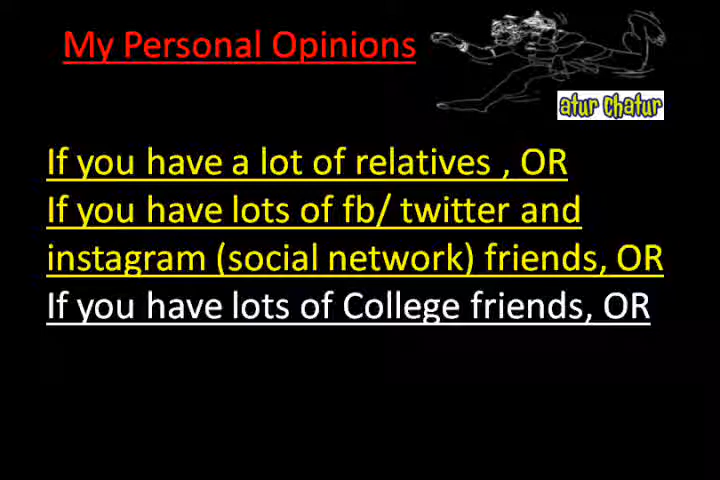 My Personal Opinions
atur chatur
If you have a lot of relatives , OR
If you have lots of fb/ twitter and
instagram (social network) friends, OR
If you have lots of College friends, OR